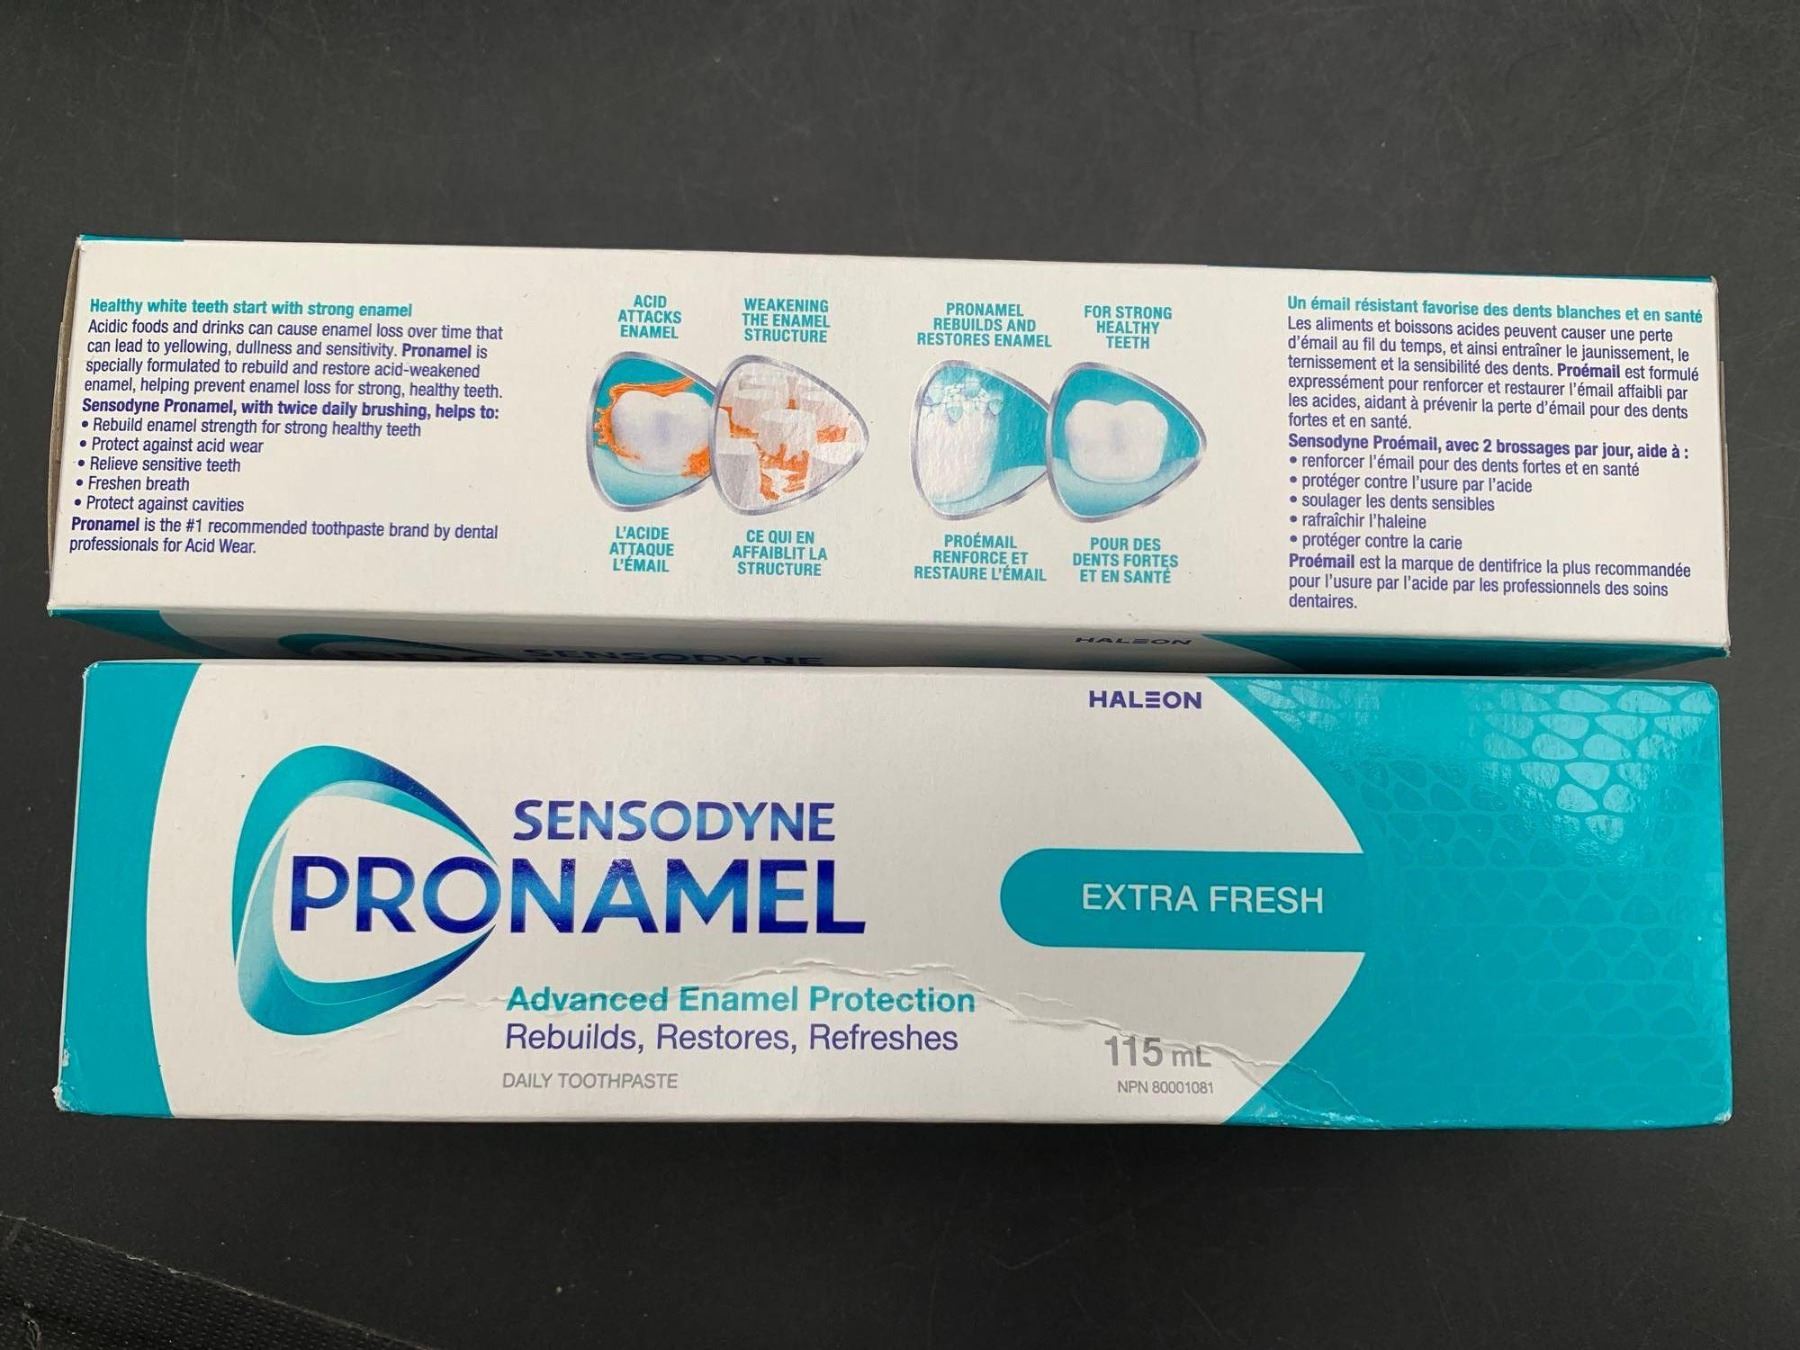 Healthy white teeth start with strong enamel
Acidic foods and drinks can cause enamel loss over time that
can lead to yellowing, dullness and sensitivity. Pronamel is
specially formulated to rebuild and restore acid-weakened
enamel, helping prevent enamel loss for strong, healthy teeth.
Sensodyne Pronamel, with twice daily brushing, helps to:
• Rebuild enamel strength for strong healthy teeth
• Protect against acid wear
• Relieve sensitive teeth
• Freshen breath
• Protect against cavities
Pronamel is the #1 recommended toothpaste brand by dental
professionals for Acid Wear.
ACID
ATTACKS
ENAMEL
WEAKENING
THE ENAMEL
STRUCTURE
PRONAMEL
REBUILDS AND
RESTORES ENAMEL
FOR STRONG
HEALTHY
TEETH
L'ACIDE
ATTAQUE
L'ÉMAIL
CE QUI EN
AFFAIBLIT LA
STRUCTURE
PROÉMAIL
RENFORCE ET
RESTAURE L'ÉMAIL
POUR DES
DENTS FORTES
ET EN SANTÉ
Un émail résistant favorise des dents blanches et en santé
Les aliments et boissons acides peuvent causer une perte
d'émail au fil du temps, et ainsi entraîner le jaunissement, le
ternissement et la sensibilité des dents. Proémail est formulé
expressément pour renforcer et restaurer l'émail affaibli par
les acides, aidant à prévenir la perte d'émail pour des dents
fortes et en santé.
Sensodyne Proémail, avec 2 brossages par jour, aide à :
• renforcer l'émail pour des dents fortes et en santé
• protéger contre l'usure par l'acide
• soulager les dents sensibles
• rafraîchir l'haleine
• protéger contre la carie
Proémail est la marque de dentifrice la plus recommandée
pour l'usure par l'acide par les professionnels des soins
dentaires.
SENSODYNE
HALEON
HALEON
SENSODYNE
PRONAMEL
EXTRA FRESH
Advanced Enamel Protection
Rebuilds, Restores, Refreshes
DAILY TOOTHPASTE
115 mL
NPN 80001081